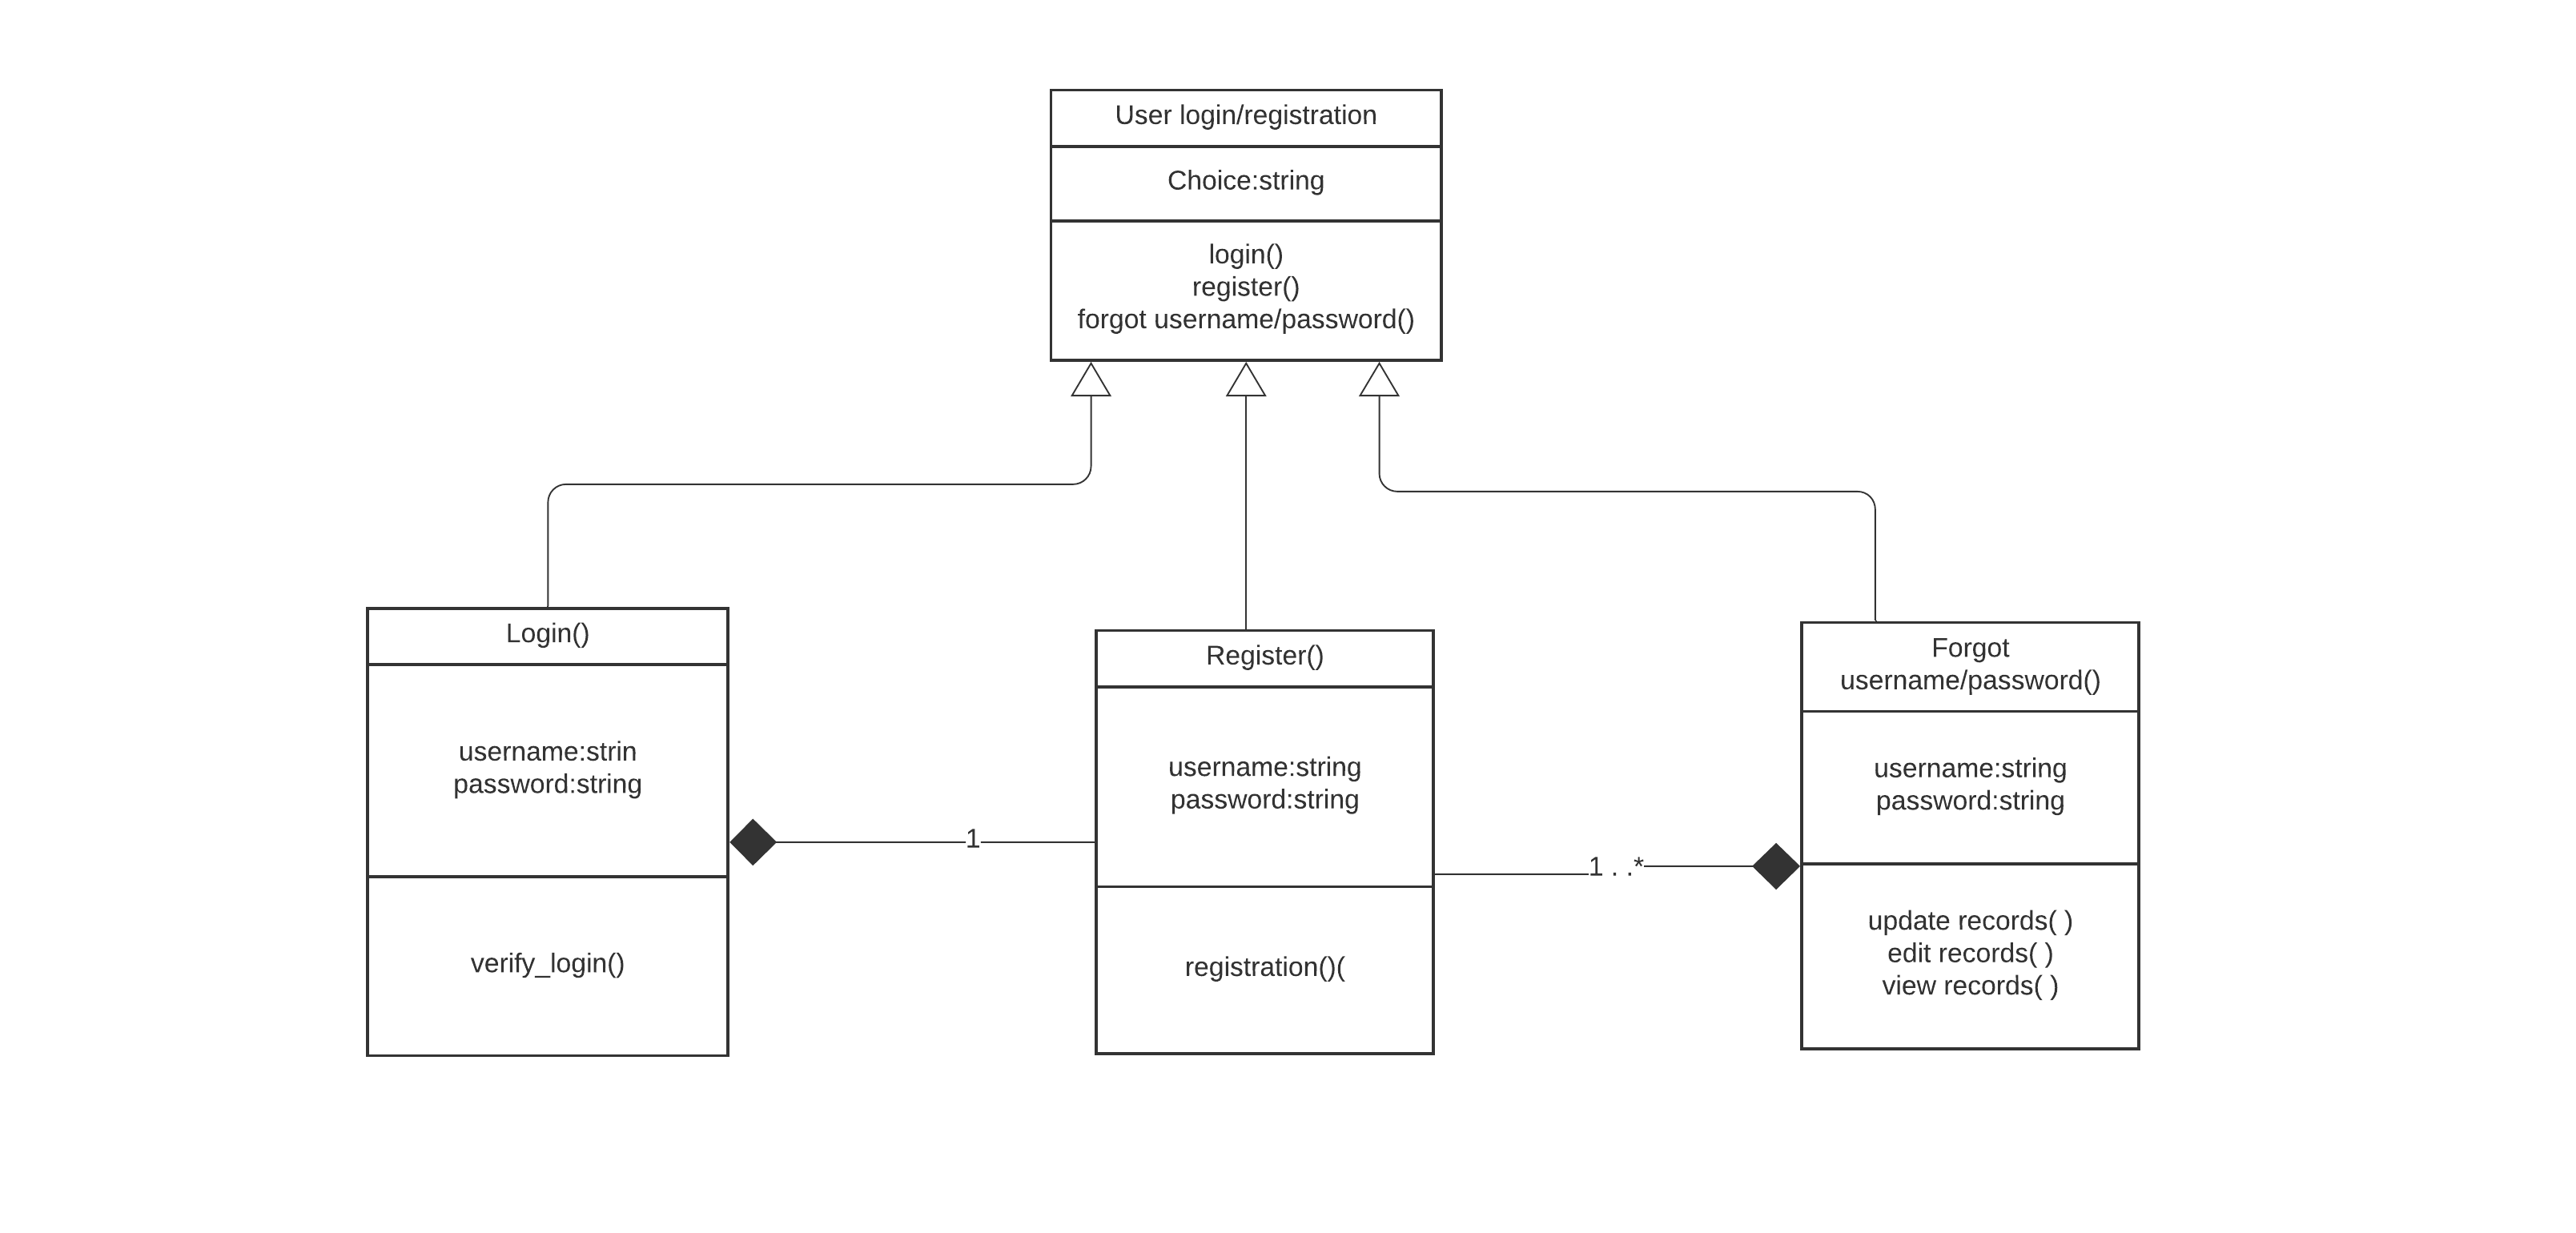 User login/registration
Choice:string
login()
register()
forgot username/password()
Login()
username:strin
password:string
verify_login()
1
Register()
username:string
password:string
registration()(
1 . .*
Forgot
username/password()
username:string
password:string
update records( )
edit records( )
view records( )